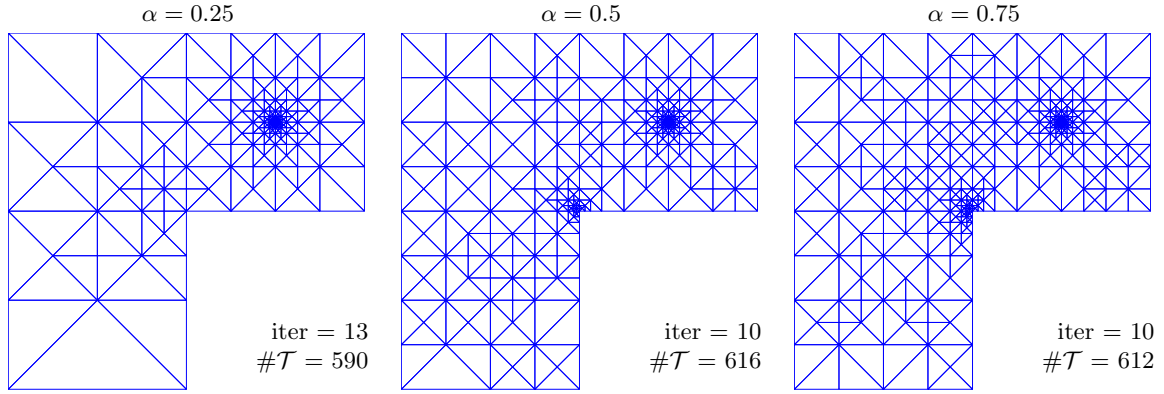 α = 0.25
α = 0.5
α = 0.75
iter = 13
#𝒯 = 590
iter = 10
#𝒯 = 616
iter = 10
#𝒯 = 612